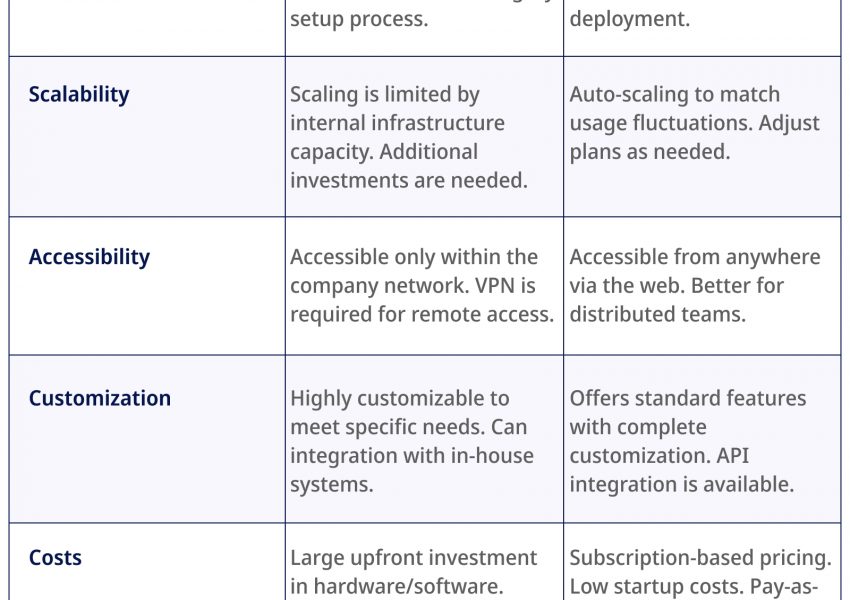 setup process.
deployment.
Scalability
Scaling is limited by
internal infrastructure
capacity. Additional
investments are needed.
Auto-scaling to match
usage fluctuations. Adjust
plans as needed.
Accessibility
Accessible only within the
company network. VPN is
required for remote access.
Accessible from anywhere
via the web. Better for
distributed teams.
Customization
Highly customizable to
meet specific needs. Can
integration with in-house
systems.
Offers standard features
with complete
customization. API
integration is available.
Costs
Large upfront investment
in hardware/software.
Subscription-based pricing.
Low startup costs. Pay-as-